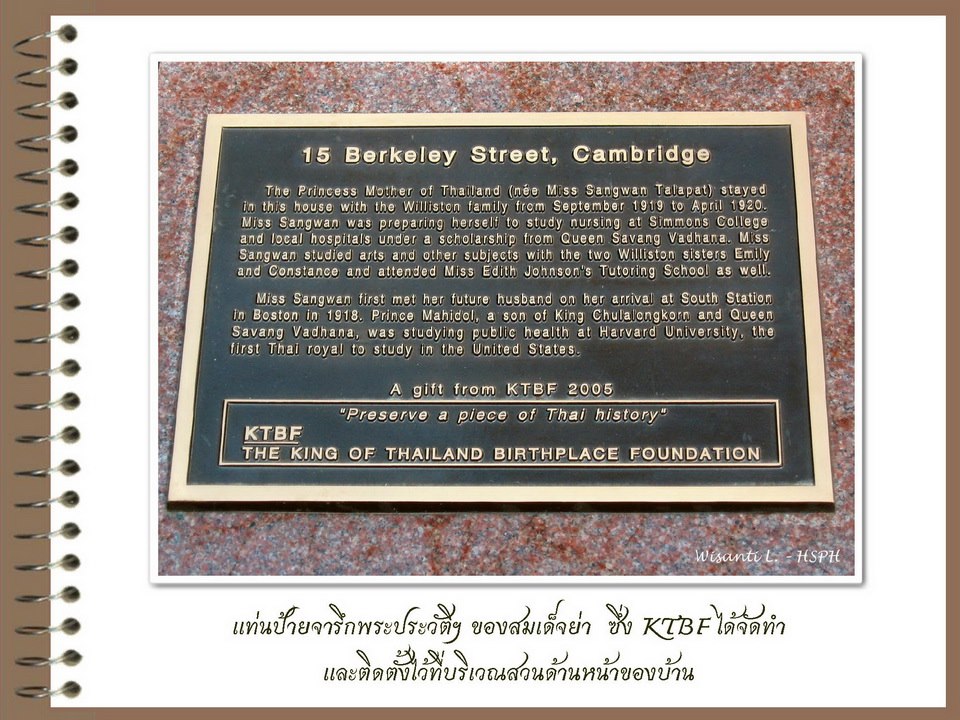 15 Berkeley Street, Cambridge
The Princess Mother of Thailand (née Miss Sangwan Talapat) stayed
in this house with the Williston family from September 1919 to April 1920.
Miss Sangwan was preparing herself to study nursing at Simmons College
and local hospitals under a scholarship from Queen Savang Vadhana. Miss
Sangwan studied arts and other subjects with the two Williston sisters Emily
and Constance and attended Miss Edith Johnson's Tutoring School as well.
Miss Sangwan first met her future husband on her arrival at South Station
in Boston in 1918. Prince Mahidol, a son of King Chulalongkorn and Queen
Savang Vadhana, was studying public health at Harvard University, the
first Thai royal to study in the United States.
A gift from KTBF 2005
"Preserve a piece of Thai history"
KTBF
THE KING OF THAILAND BIRTHPLACE FOUNDATION
Wisanti L. - HSPH
แท่นป้ายจารึกพระประวัติฯ ของสมเด็จย่า ซึ่ง KTBF ได้จัดทำ
และติดตั้งไว้ที่บริเวณสวนด้านหน้าของบ้าน